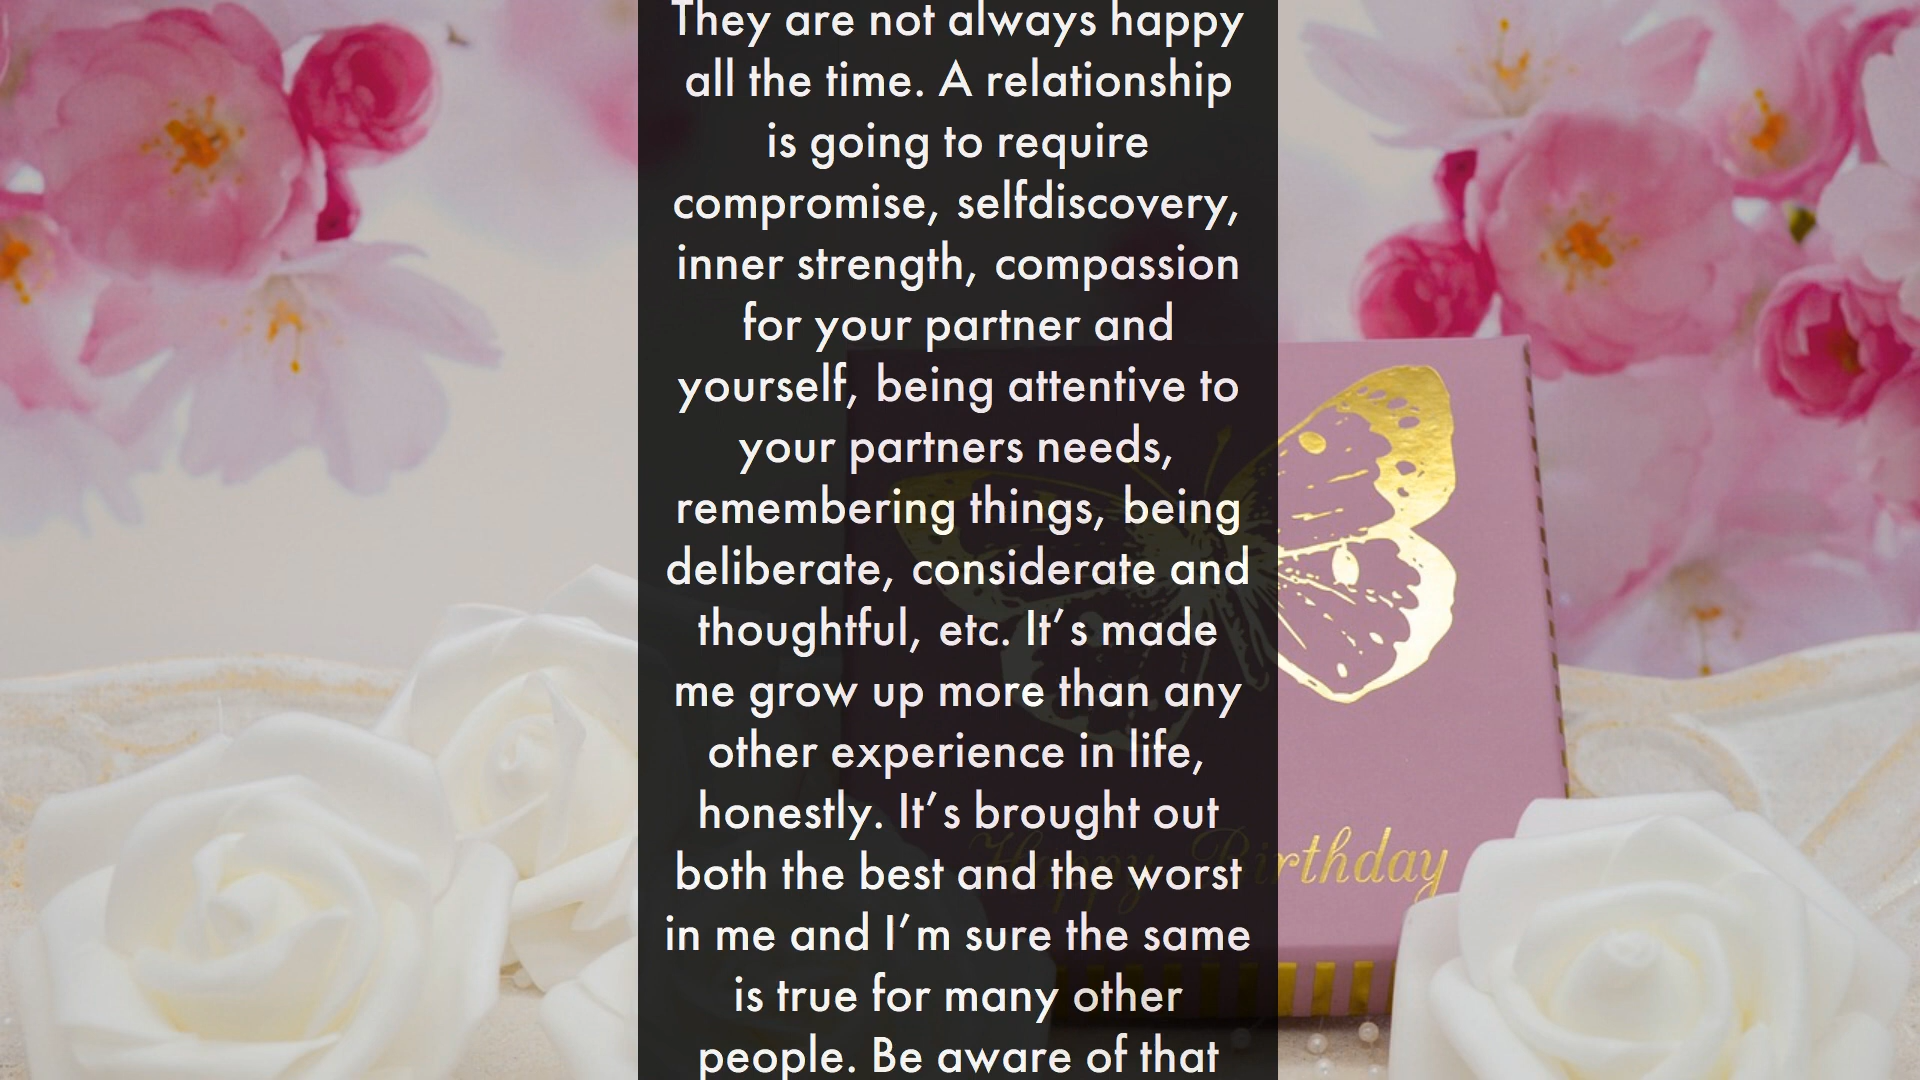 They are not always happy
all the time. A relationship
is going to require
compromise, selfdiscovery,
inner strength, compassion
for your partner and
yourself, being attentive to
your partners needs,
remembering things, being
deliberate, considerate and
thoughtful, etc. It’s made
me grow up more than any
other experience in life,
honestly. It’s brought out
both the best and the worst
in me and I’m sure the same
is true for many other
people. Be aware of that
Happy Birthday